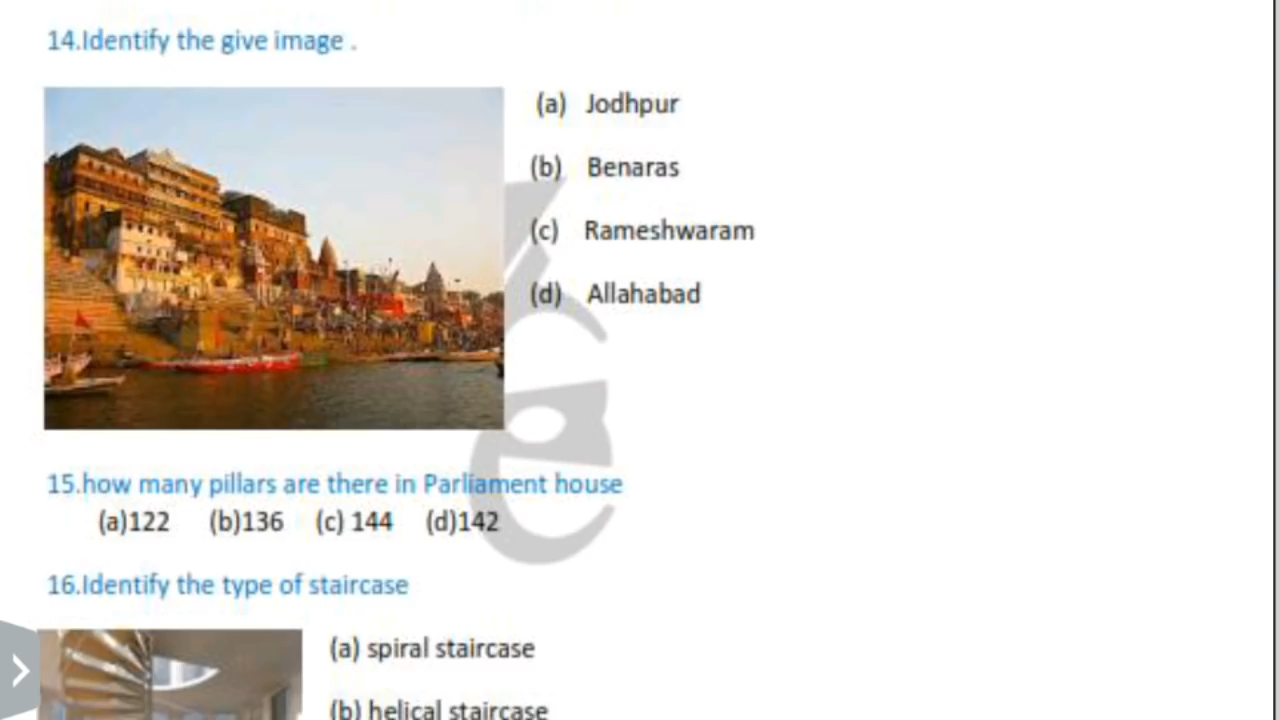 14.Identify the give image .
(a) Jodhpur
(b) Benaras
(c) Rameshwaram
(d) Allahabad
15.how many pillars are there in Parliament house
(a)122 (b)136 (c) 144 (d)142
16.Identify the type of staircase
(a) spiral staircase
(b) helical staircase